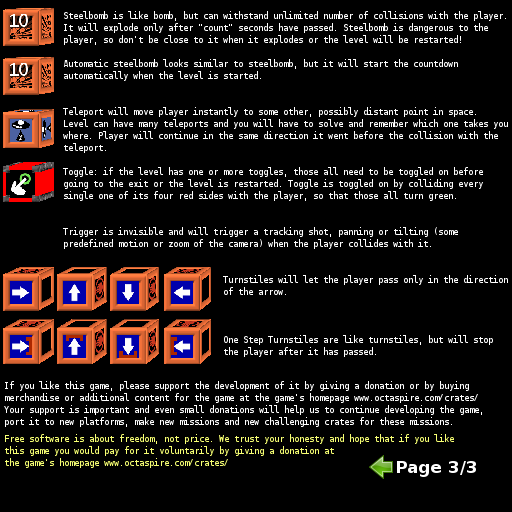 10
Steelbomb is like bomb, but can withstand unlimited number of collisions with the player.
It will explode only after "count" seconds have passed. Steelbomb is dangerous to the
player, so don't be close to it when it explodes or the level will be restarted!
10
Automatic steelbomb looks similar to steelbomb, but it will start the countdown
automatically when the level is started.
Teleport will move player instantly to some other, possibly distant point in space.
Level can have many teleports and you will have to solve and remember which one takes you
where. Player will continue in the same direction it went before the collision with the
teleport.
Toggle: if the level has one or more toggles, those all need to be toggled on before
going to the exit or the level is restarted. Toggle is toggled on by colliding every
single one of its four red sides with the player, so that those all turn green.
Trigger is invisible and will trigger a tracking shot, panning or tilting (some
predefined motion or zoom of the camera) when the player collides with it.
Turnstiles will let the player pass only in the direction
of the arrow.
One Step Turnstiles are like turnstiles, but will stop
the player after it has passed.
If you like this game, please support the development of it by giving a donation or by buying
merchandise or additional content for the game at the game's homepage www.octaspire.com/crates/
Your support is important and even small donations will help us to continue developing the game,
port it to new platforms, make new missions and new challenging crates for these missions.
Free software is about freedom, not price. We trust your honesty and hope that if you like
this game you would pay for it voluntarily by giving a donation at
the game's homepage www.octaspire.com/crates/
Page 3/3